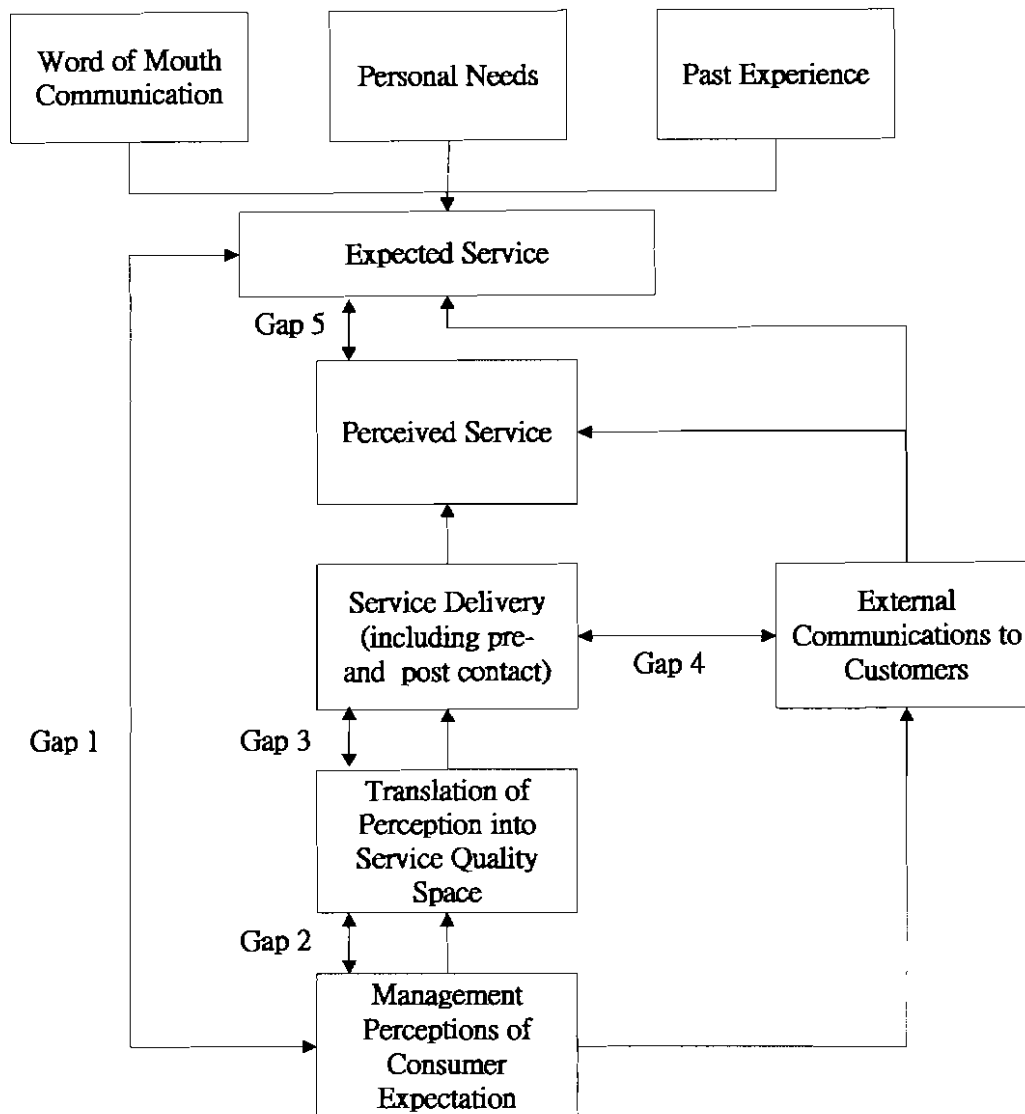 Word of Mouth
Communication
Personal Needs
Past Experience
Expected Service
Gap 5
Perceived Service
Service Delivery
(including pre-
and post contact)
External
Communications to
Customers
Gap 4
Gap 1
Gap 3
Translation of
Perception into
Service Quality
Space
Gap 2
Management
Perceptions of
Consumer
Expectation